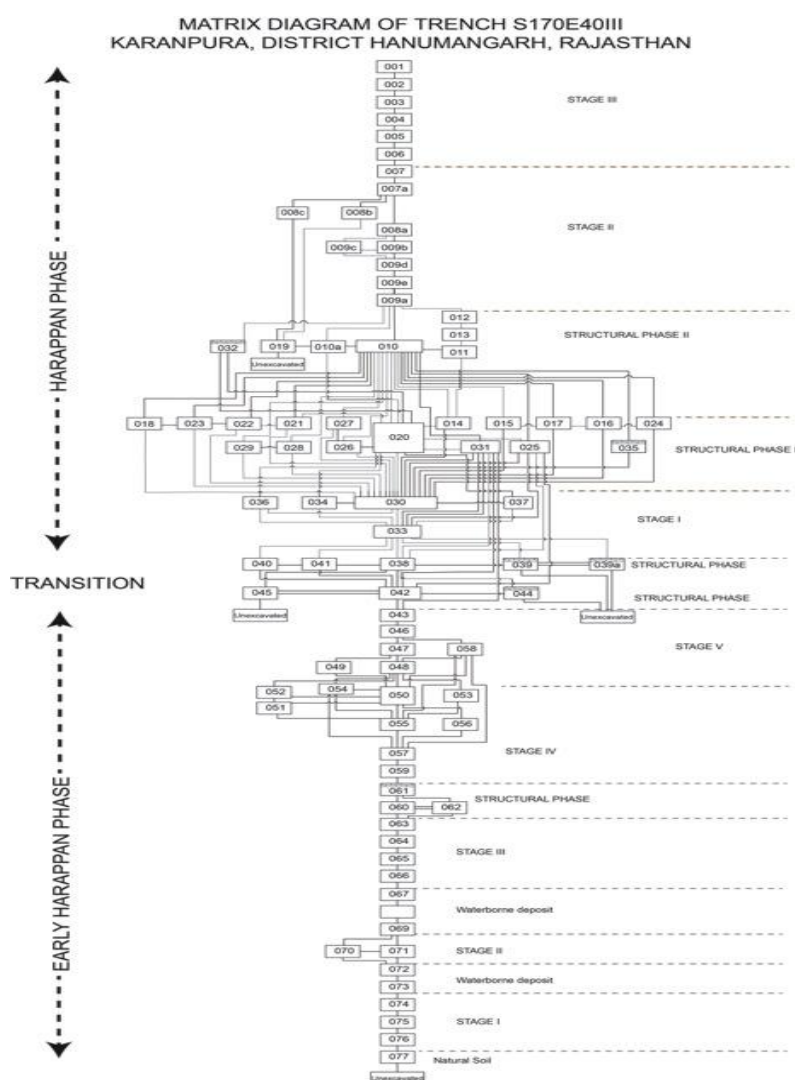 MATRIX DIAGRAM OF TRENCH S170E40III
KARANPURA, DISTRICT HANUMANGARH, RAJASTHAN
HARAPPAN PHASE
001
002
003
004
005
006
STAGE III
007
007a
008c 008b
008a
STAGE II
009c 009b
009d
009e
009a
012
013
STRUCTURAL PHASE II
032 019 010a 010 011
Unexcavated
018 023 022 021 027 014 015 017 016 024
020
029 028 026 031 025 035
STRUCTURAL PHASE I
036 034 030 037
STAGE I
033
040 041 038 039 039a
STRUCTURAL PHASE
TRANSITION
045 042 044
STRUCTURAL PHASE
Unexcavated 043 Unexcavated
EARLY HARAPPAN PHASE
046
047 058
STAGE V
049 048
052 054 050 053
051
055 056
057
STAGE IV
059
061
STRUCTURAL PHASE
060 062
063
064
STAGE III
065
066
067
Waterborne deposit
069
070 071
STAGE II
072
Waterborne deposit
073
074
075
STAGE I
076
077
Natural Soil
Unexcavated